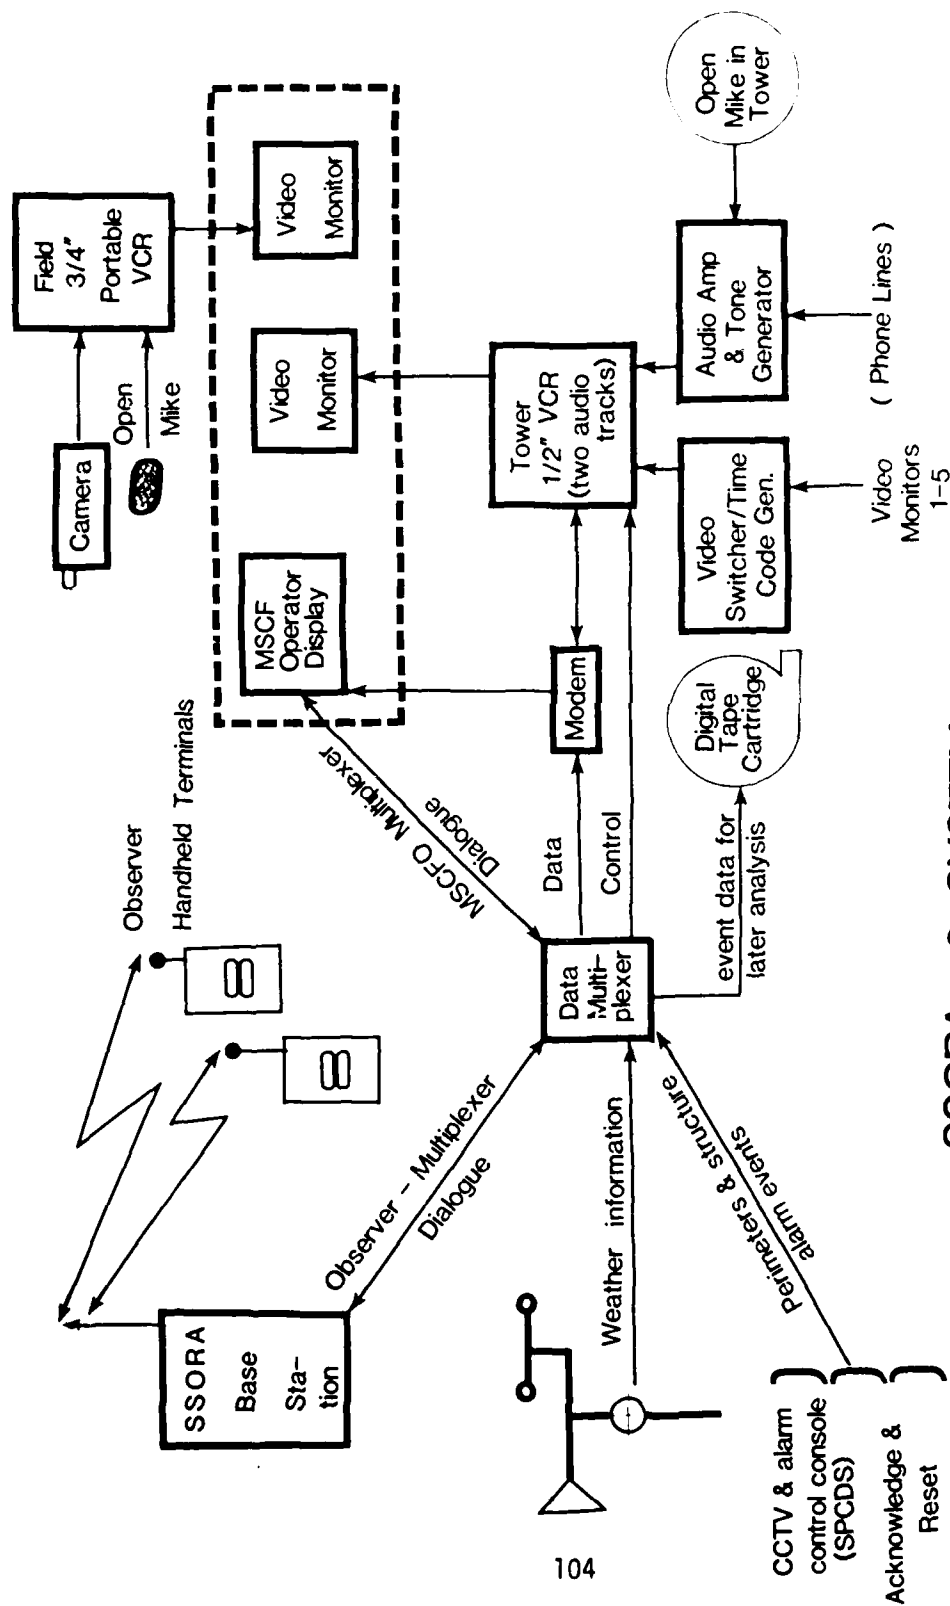 Observer
Handheld Terminals
SSORA
Base
Sta-
tion
Observer - Multiplexer
Dialogue
MSCFO Multiplexer
Dialogue
Camera
Open
Mike
Field
3/4"
Portable
VCR
MSCF
Operator
Display
Video
Monitor
Video
Monitor
Weather information
Data
Multi-
plexer
Data
Control
Modem
Tower
1/2" VCR
(two audio
tracks)
Perimeters & structure
alarm events
event data for
later analysis
Digital
Tape
Cartridge
Video
Switcher/Time
Code Gen.
Audio Amp
& Tone
Generator
Open
Mike in
Tower
CCTV & alarm
control console
(SPCDS)
Acknowledge &
Reset
Video
Monitors
1-5
( Phone Lines )
104